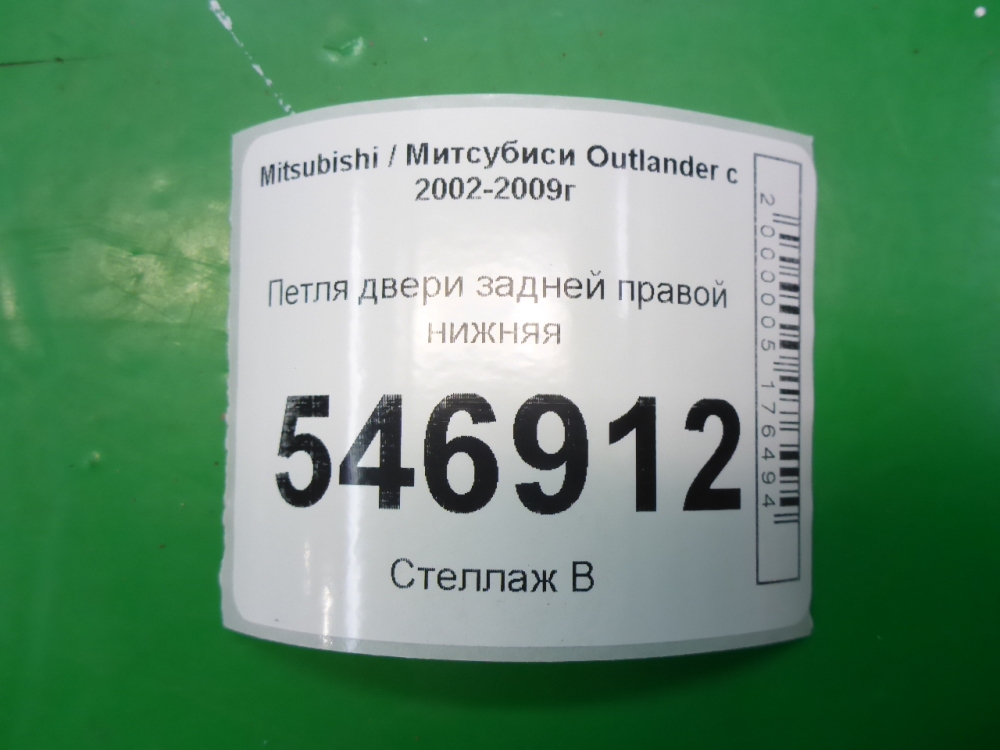 Mitsubishi / Митсубиси Outlander с
2002-2009г
Петля двери задней правой
нижняя
546912
Стеллаж В
2000005176494